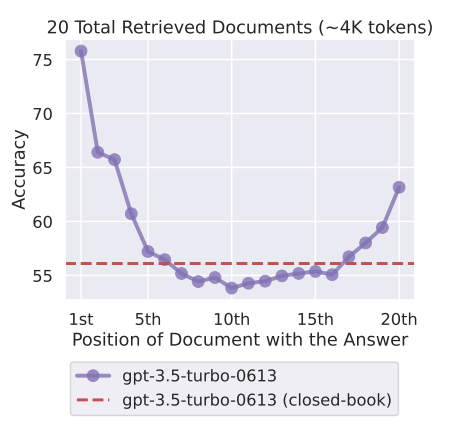 20 Total Retrieved Documents (~4K tokens)
75
70
65
60
55
Accuracy
1st 5th 10th 15th 20th
Position of Document with the Answer
gpt-3.5-turbo-0613
gpt-3.5-turbo-0613 (closed-book)